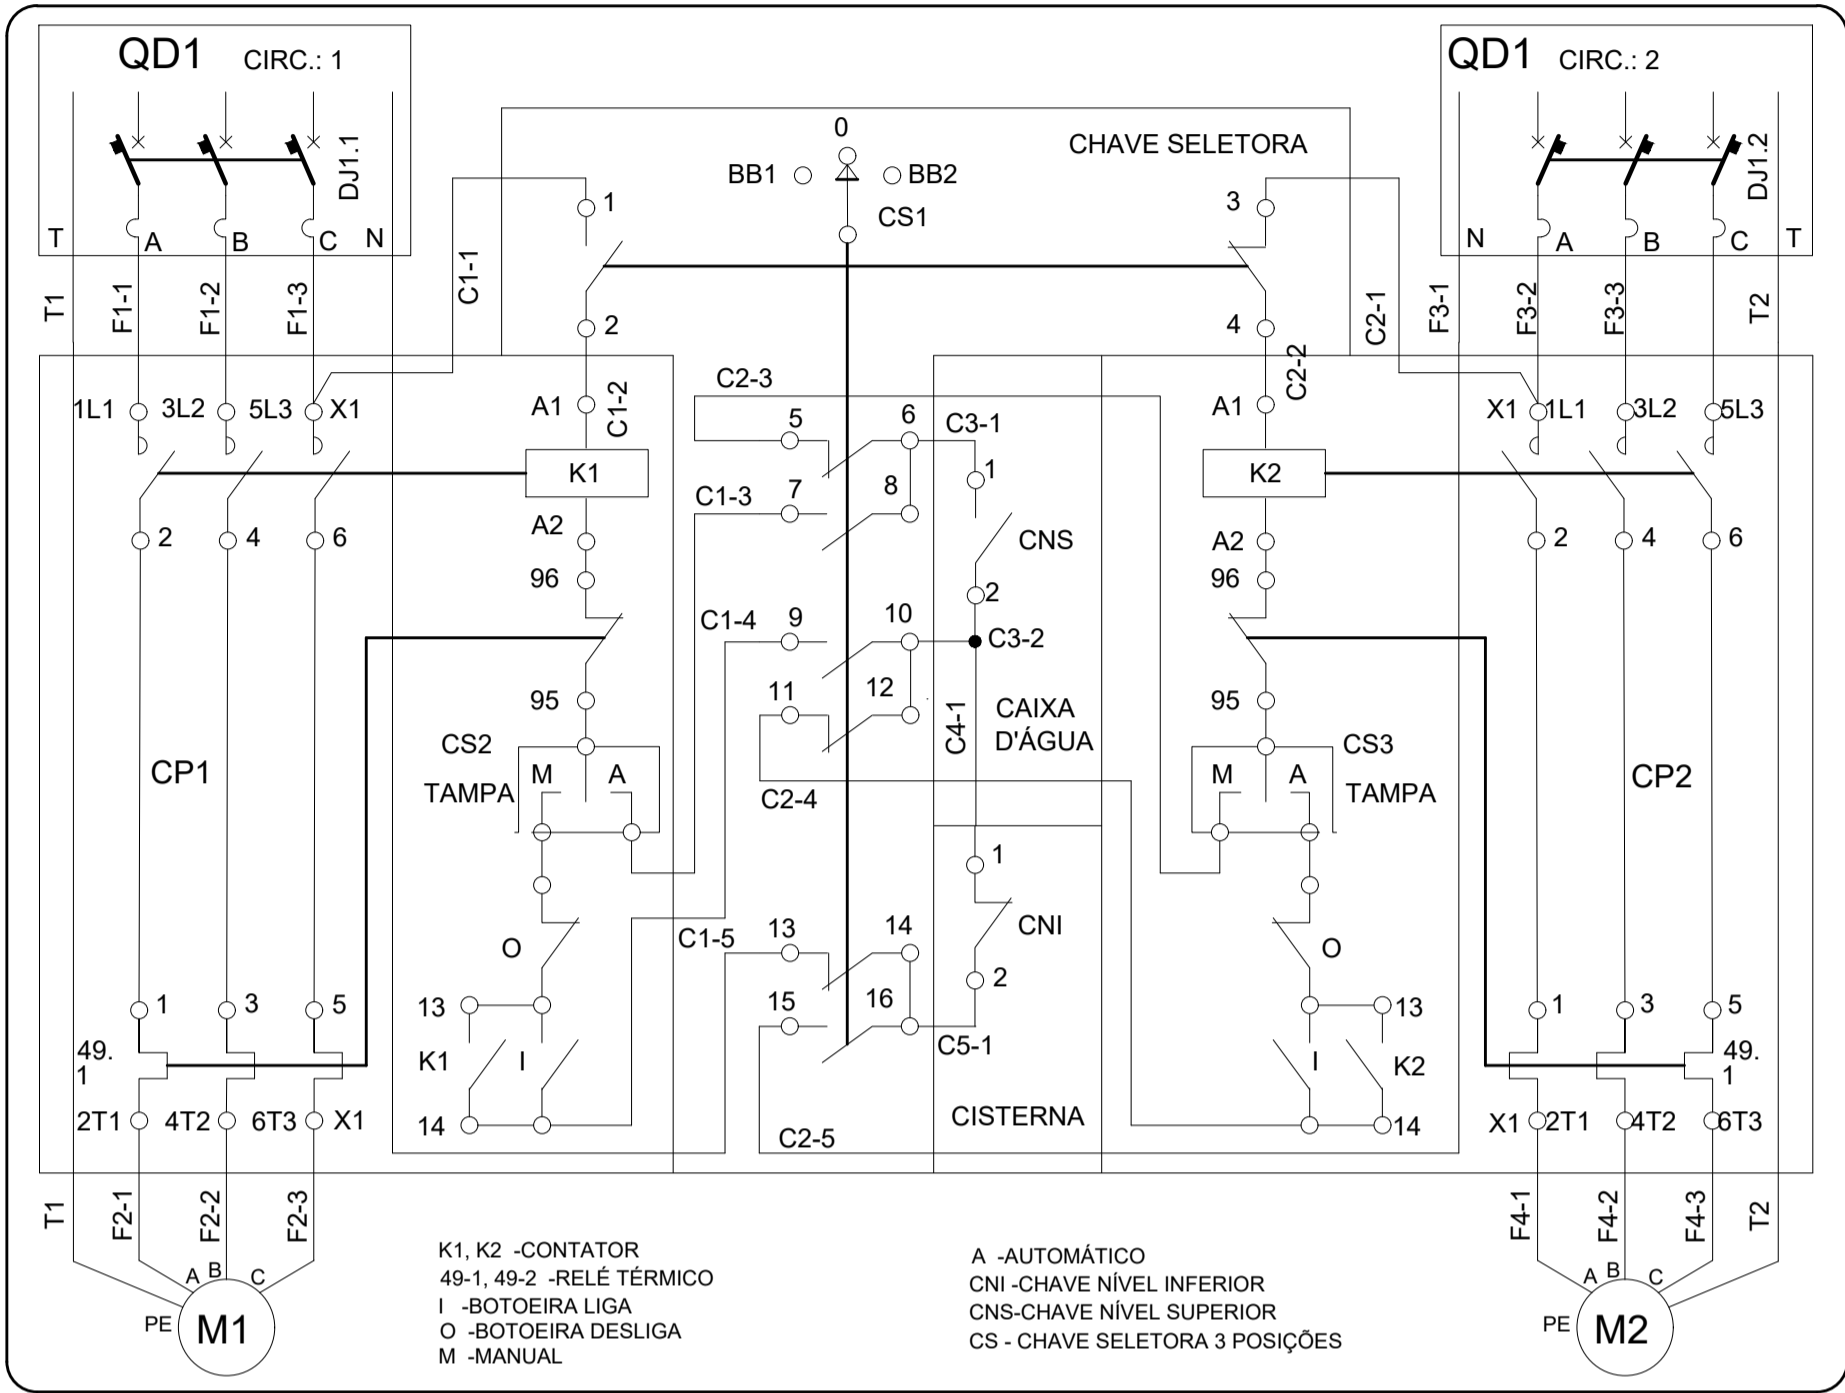 QD1 CIRC.: 1
DJ1.1
T A B C N
QD1 CIRC.: 2
DJ1.2
N A B C T
0
BB1 BB2
CS1
CHAVE SELETORA
1
3
2
4
C1-1
C2-1
T1
F1-1
F1-2
F1-3
F3-1
F3-2
F3-3
T2
1L1 3L2 5L3 X1
A1
C1-2
K1
A2
96
95
2 4 6
CP1
CS2
TAMPA
M A
O
13
K1 I
14
1 3 5
49.
1
2T1 4T2 6T3 X1
C2-3
5 6
C3-1
1
C1-3
7 8
CNS
2
C1-4
9 10
C3-2
11 12
C4-1
CAIXA
D'ÁGUA
C2-4
1
CNI
C1-5
13 14
2
15 16
C5-1
CISTERNA
C2-5
C2-2
A1
K2
A2
96
95
CS3
TAMPA
M A
O
13
I K2
14
X1 1L1 3L2 5L3
2 4 6
CP2
1 3 5
49.
1
X1 2T1 4T2 6T3
T1
F2-1
F2-2
F2-3
A B C
PE
M1
F4-1
F4-2
F4-3
T2
A B C
PE
M2
K1, K2 -CONTATOR
49-1, 49-2 -RELÉ TÉRMICO
I -BOTOEIRA LIGA
O -BOTOEIRA DESLIGA
M -MANUAL
A -AUTOMÁTICO
CNI -CHAVE NÍVEL INFERIOR
CNS-CHAVE NÍVEL SUPERIOR
CS - CHAVE SELETORA 3 POSIÇÕES